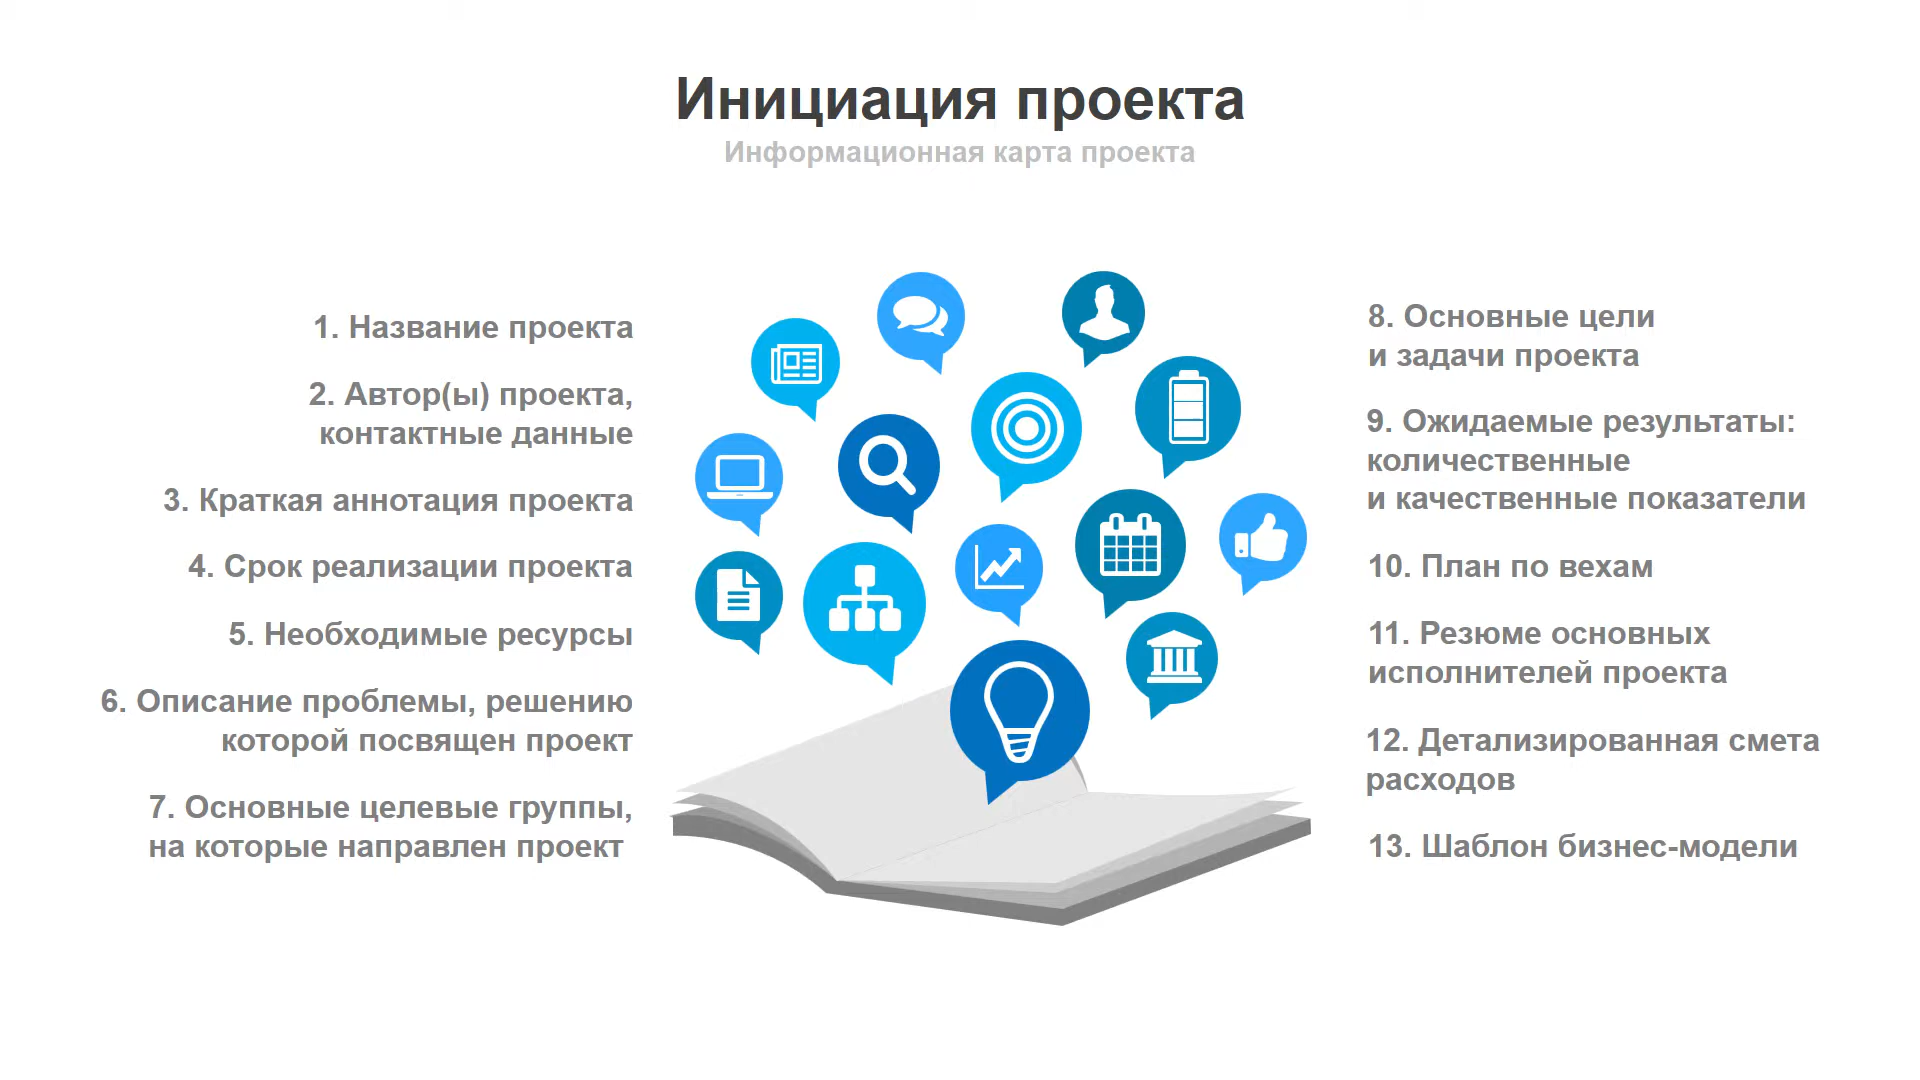 Инициация проекта
Информационная карта проекта
1. Название проекта
2. Автор(ы) проекта,
контактные данные
3. Краткая аннотация проекта
4. Срок реализации проекта
5. Необходимые ресурсы
6. Описание проблемы, решению
которой посвящен проект
7. Основные целевые группы,
на которые направлен проект
8. Основные цели
и задачи проекта
9. Ожидаемые результаты:
количественные
и качественные показатели
10. План по вехам
11. Резюме основных
исполнителей проекта
12. Детализированная смета
расходов
13. Шаблон бизнес-модели